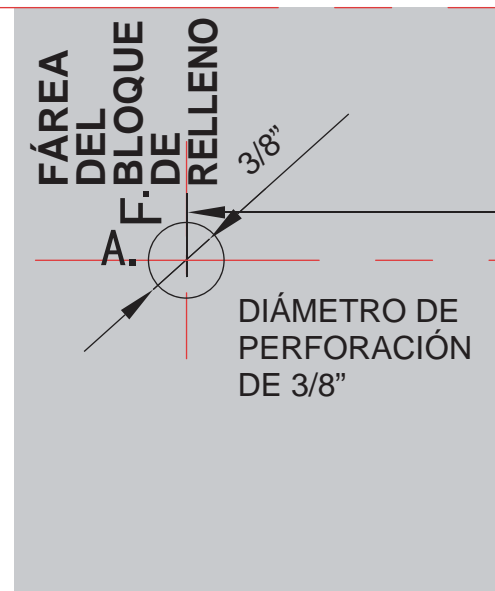 FÁREA
DEL
BLOQUE
DE
RELLENO
3/8”
F.
A.
DIÁMETRO DE
PERFORACIÓN
DE 3/8”